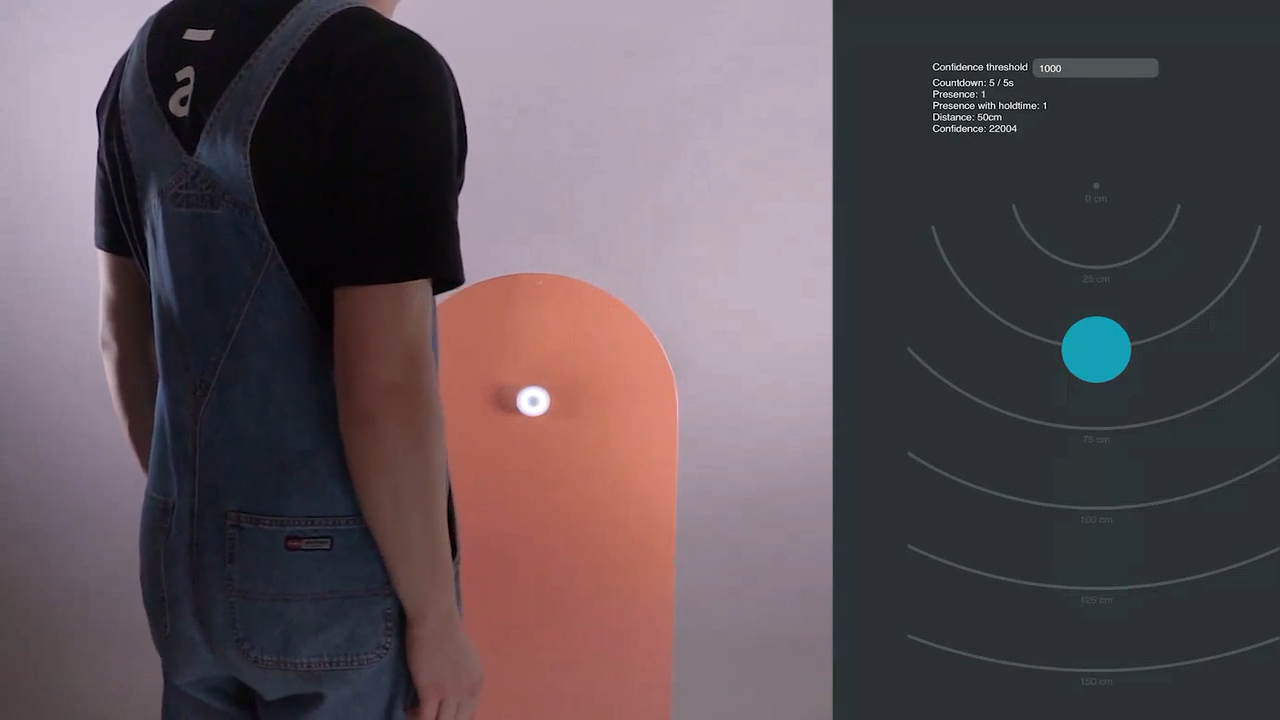 a
Confidence threshold 1000
Countdown: 5 / 5s
Presence: 1
Presence with holdtime: 1
Distance: 50cm
Confidence: 22004
0 cm
25 cm
75 cm
100 cm
125 cm
150 cm